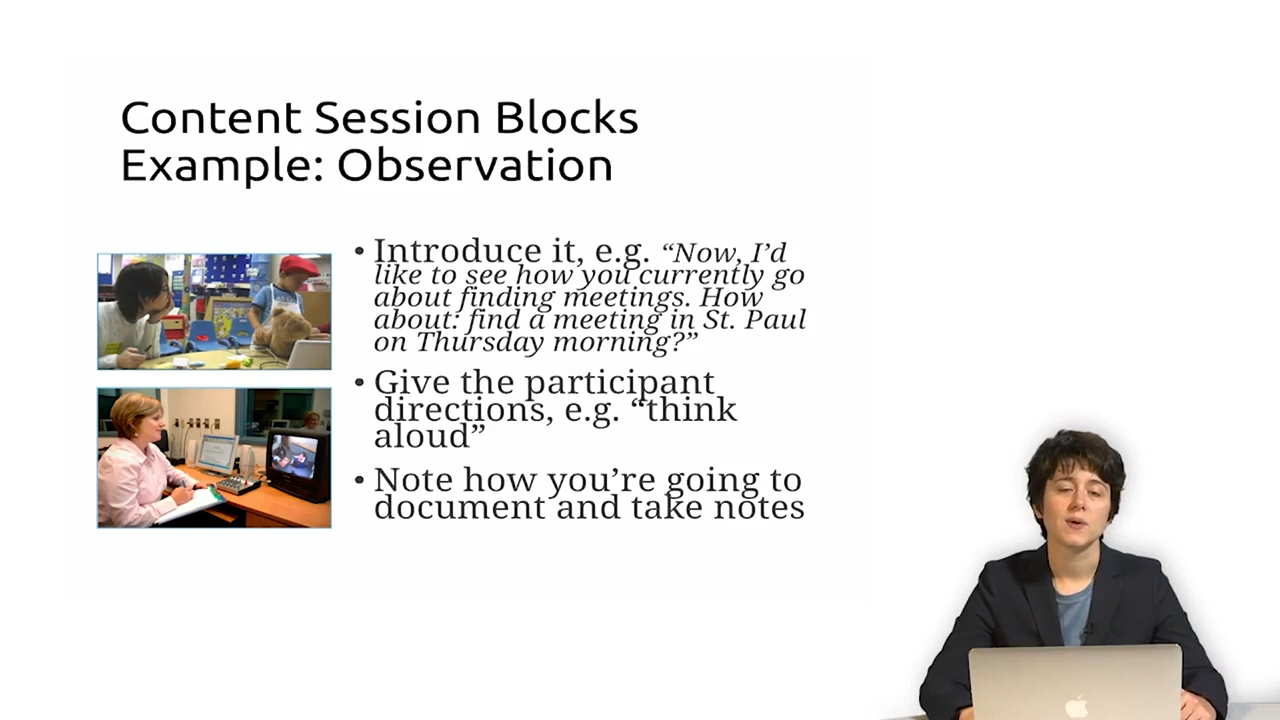 Content Session Blocks
Example: Observation
• Introduce it, e.g. “Now, I’d
like to see how you currently go
about finding meetings. How
about: find a meeting in St. Paul
on Thursday morning?”
• Give the participant
directions, e.g. “think
aloud”
• Note how you’re going to
document and take notes